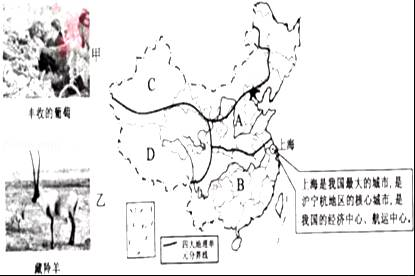 甲
丰收的葡萄
乙
藏羚羊
C
A
D
B
上海
上海是我国最大的城市,是
沪宁杭地区的核心城市,是
我国的经济中心、航运中心。
四大地理单
元分界线